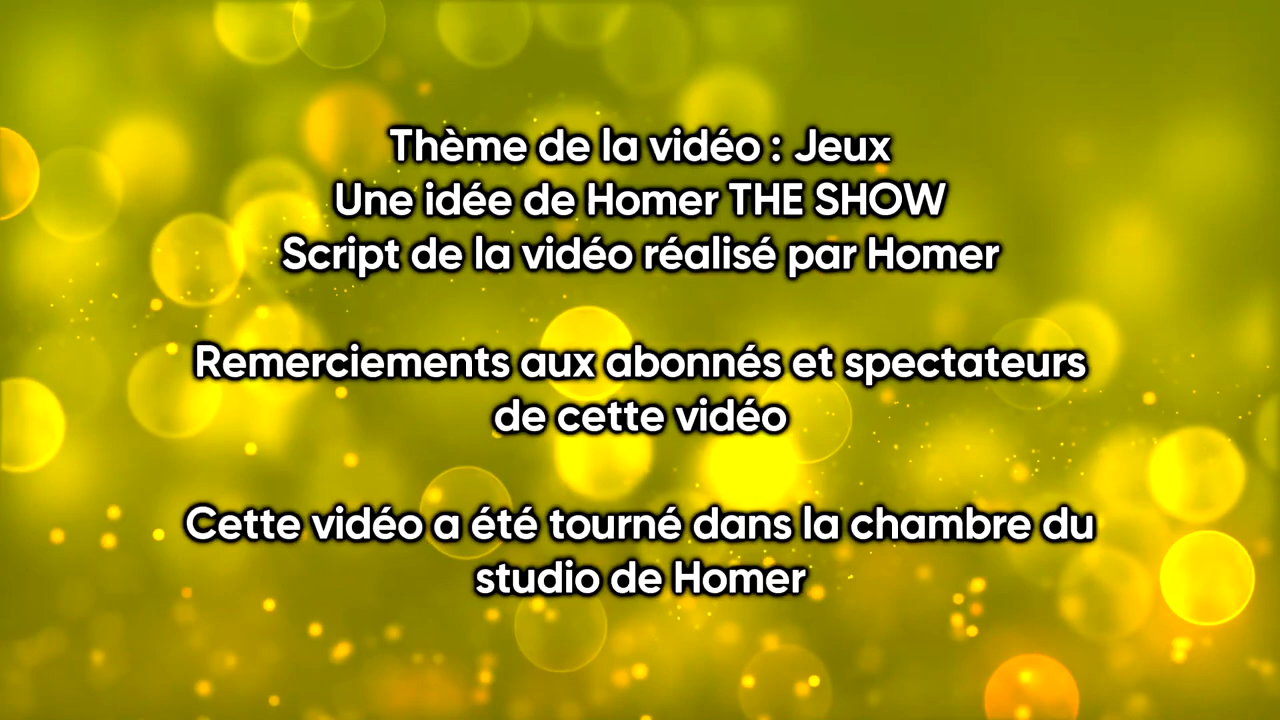 Thème de la vidéo : Jeux
Une idée de Homer THE SHOW
Script de la vidéo réalisé par Homer
Remerciements aux abonnés et spectateurs
de cette vidéo
Cette vidéo a été tourné dans la chambre du
studio de Homer